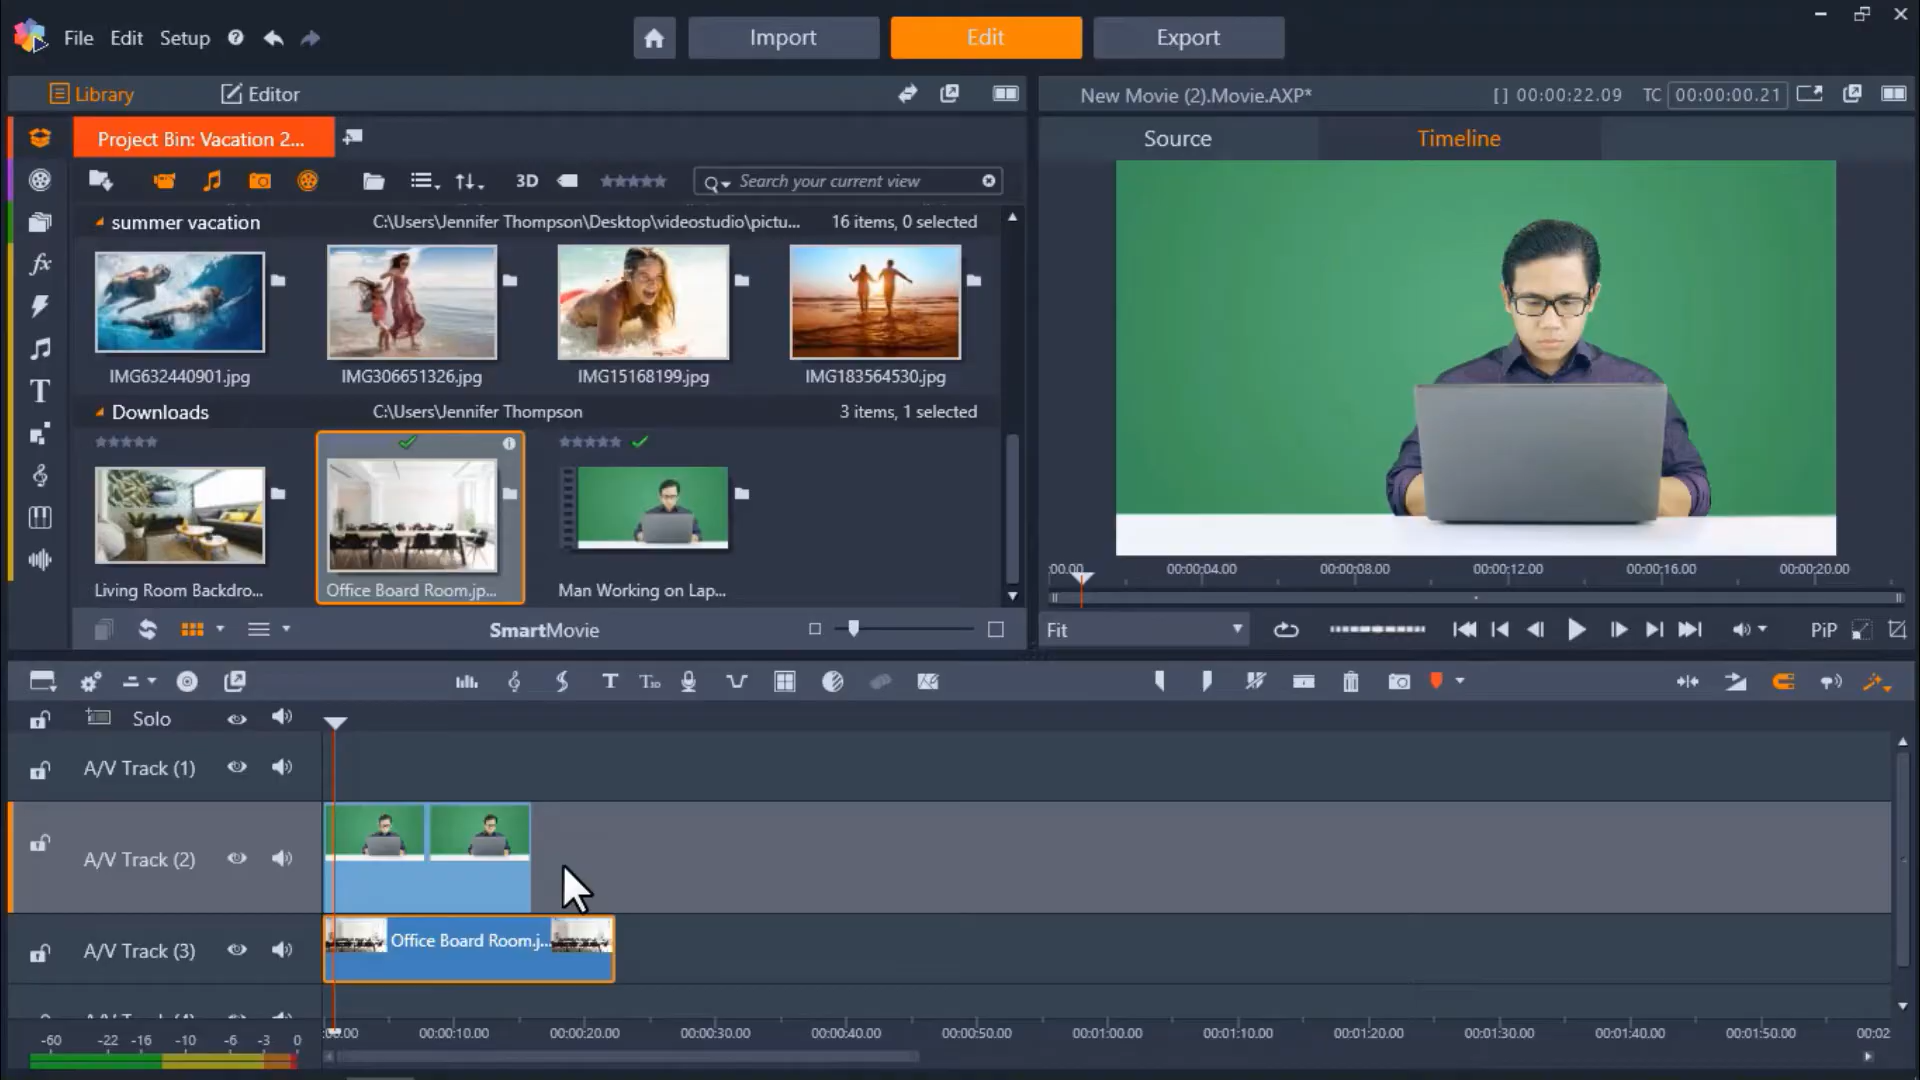 File Edit Setup
Import Edit Export
Library Editor
New Movie (2).Movie.AXP* [] 00:00:22.09 TC 00:00:00.21
Project Bin: Vacation 2...
Source Timeline
3D Search your current view
summer vacation C:\Users\Jennifer Thompson\Desktop\videostudio\pictu... 16 items, 0 selected
IMG632440901.jpg IMG306651326.jpg IMG15168199.jpg IMG183564530.jpg
Downloads C:\Users\Jennifer Thompson 3 items, 1 selected
:00.00 00:00:04.00 00:00:08.00 00:00:12.00 00:00:16.00 00:00:20.00
Living Room Backdro... Office Board Room.jp... Man Working on Lap...
SmartMovie
Fit PiP
Solo
A/V Track (1)
A/V Track (2)
A/V Track (3) Office Board Room.j...
:00.00 00:00:10.00 00:00:20.00 00:00:30.00 00:00:40.00 00:00:50.00 00:01:00.00 00:01:10.00 00:01:20.00 00:01:30.00 00:01:40.00 00:01:50.00 00:02
-60 -22 -16 -10 -6 -3 0